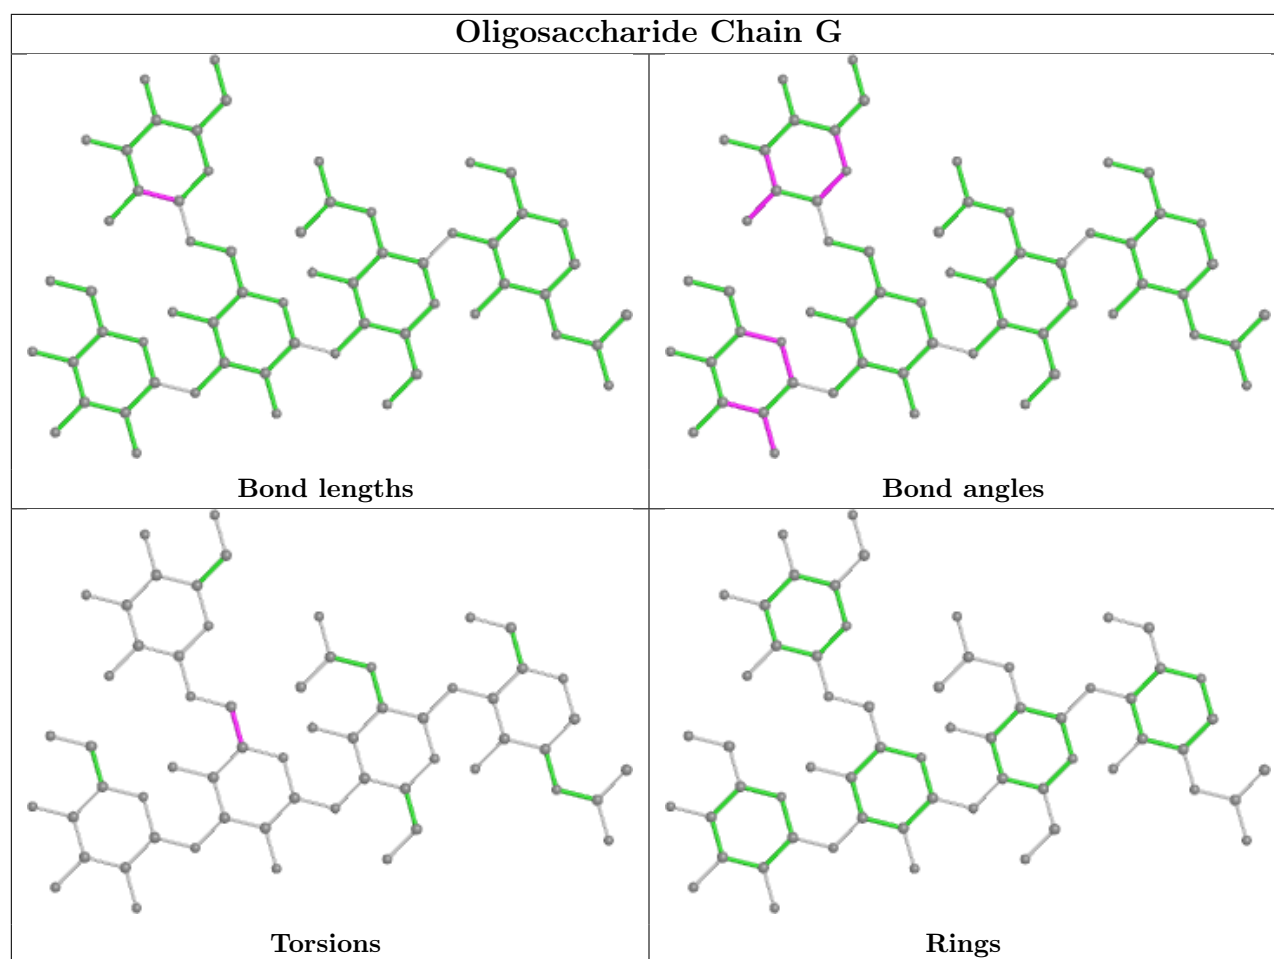 Oligosaccharide Chain G
Bond lengths
Bond angles
Torsions
Rings